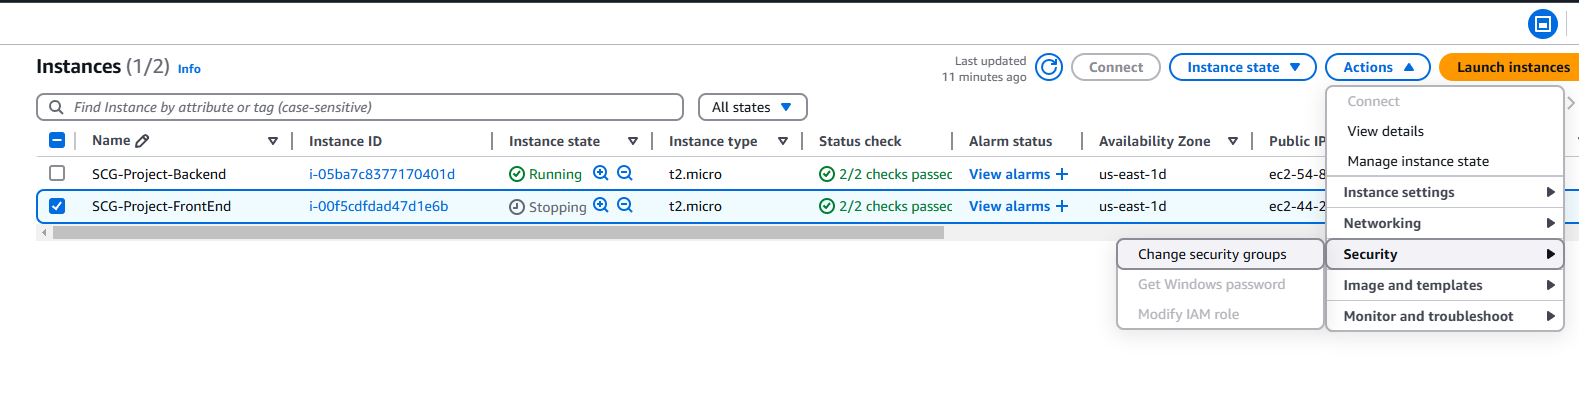 Instances (1/2) Info
Last updated
11 minutes ago
Connect
Instance state
Actions
Launch instances
Find Instance by attribute or tag (case-sensitive)
All states
Name Instance ID Instance state Instance type Status check Alarm status Availability Zone Public IP
SCG-Project-Backend i-05ba7c8377170401d Running t2.micro 2/2 checks passec View alarms + us-east-1d ec2-54-8
SCG-Project-FrontEnd i-00f5cdfdad47d1e6b Stopping t2.micro 2/2 checks passec View alarms + us-east-1d ec2-44-2
Connect
View details
Manage instance state
Instance settings
Networking
Security
Image and templates
Monitor and troubleshoot
Change security groups
Get Windows password
Modify IAM role